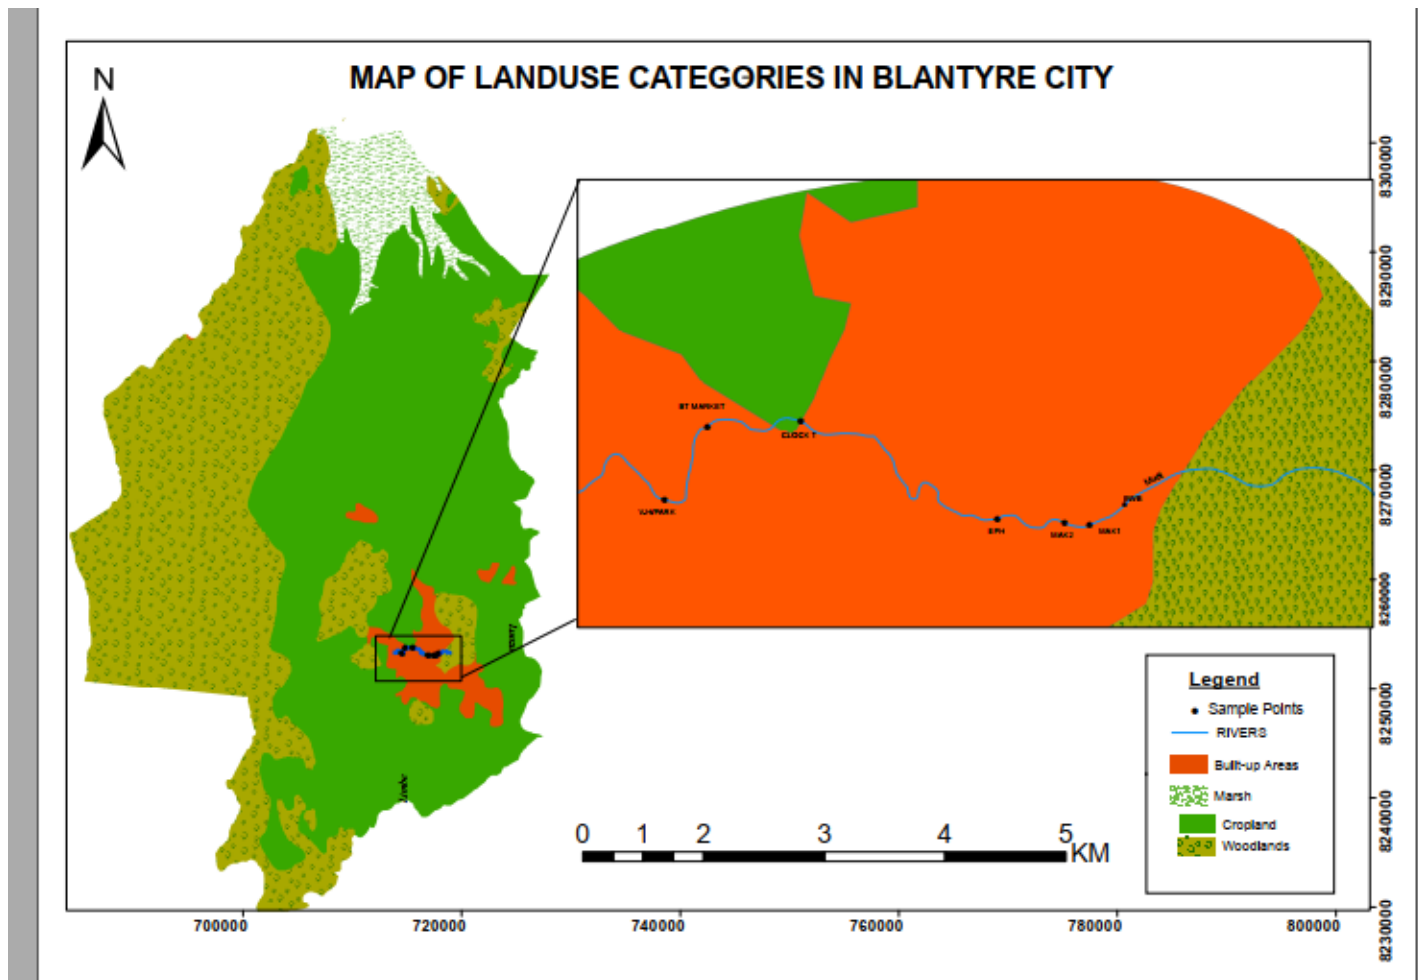 MAP OF LANDUSE CATEGORIES IN BLANTYRE CITY
N
BT MARKET
CLOCK T
EPH
MAK2
MAK1
BWB
Mudi
Legend
Sample Points
RIVERS
Built-up Areas
Marsh
Cropland
Woodlands
0 1 2 3 4 5
KM
700000 720000 740000 760000 780000 800000
8300000
8290000
8280000
8270000
8260000
8250000
8240000
8230000